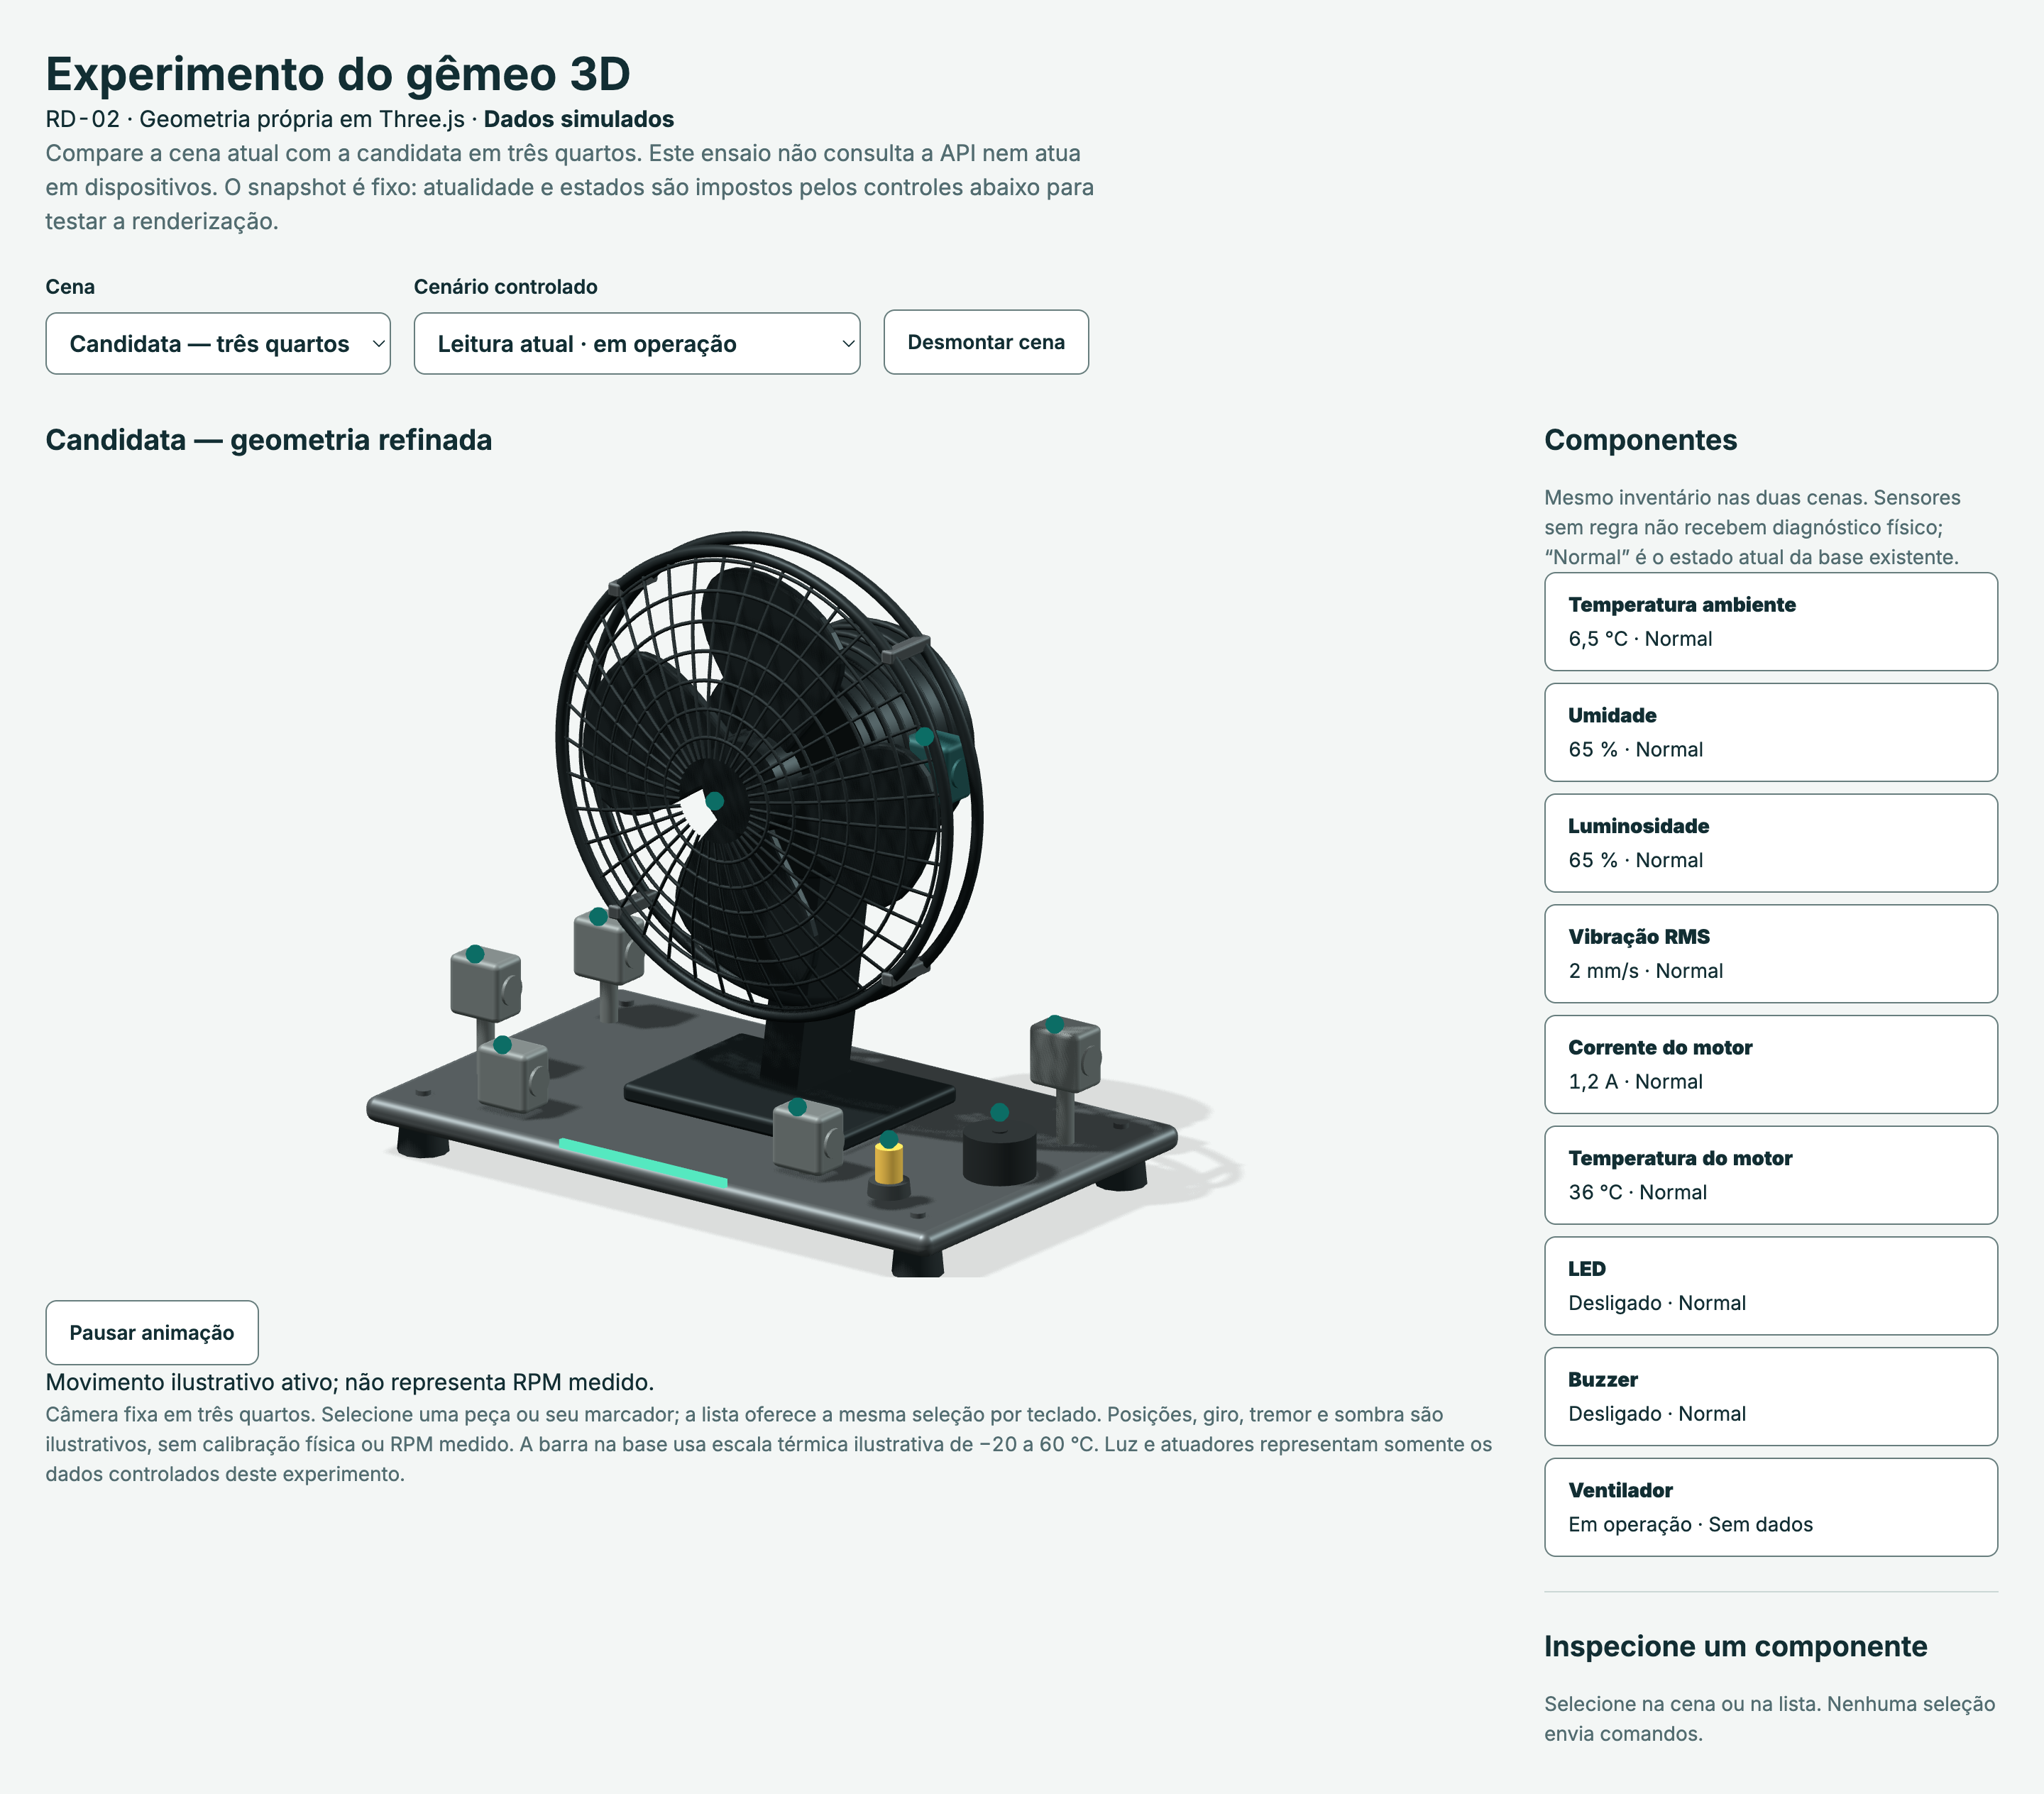 Experimento do gêmeo 3D
RD-02 · Geometria própria em Three.js · Dados simulados
Compare a cena atual com a candidata em três quartos. Este ensaio não consulta a API nem atua
em dispositivos. O snapshot é fixo: atualidade e estados são impostos pelos controles abaixo para
testar a renderização.
Cena
Candidata — três quartos
Cenário controlado
Leitura atual · em operação
Desmontar cena
Candidata — geometria refinada
Pausar animação
Movimento ilustrativo ativo; não representa RPM medido.
Câmera fixa em três quartos. Selecione uma peça ou seu marcador; a lista oferece a mesma seleção por teclado. Posições, giro, tremor e sombra são
ilustrativos, sem calibração física ou RPM medido. A barra na base usa escala térmica ilustrativa de −20 a 60 °C. Luz e atuadores representam somente os
dados controlados deste experimento.
Componentes
Mesmo inventário nas duas cenas. Sensores
sem regra não recebem diagnóstico físico;
“Normal” é o estado atual da base existente.
Temperatura ambiente
6,5 °C · Normal
Umidade
65 % · Normal
Luminosidade
65 % · Normal
Vibração RMS
2 mm/s · Normal
Corrente do motor
1,2 A · Normal
Temperatura do motor
36 °C · Normal
LED
Desligado · Normal
Buzzer
Desligado · Normal
Ventilador
Em operação · Sem dados
Inspecione um componente
Selecione na cena ou na lista. Nenhuma seleção
envia comandos.